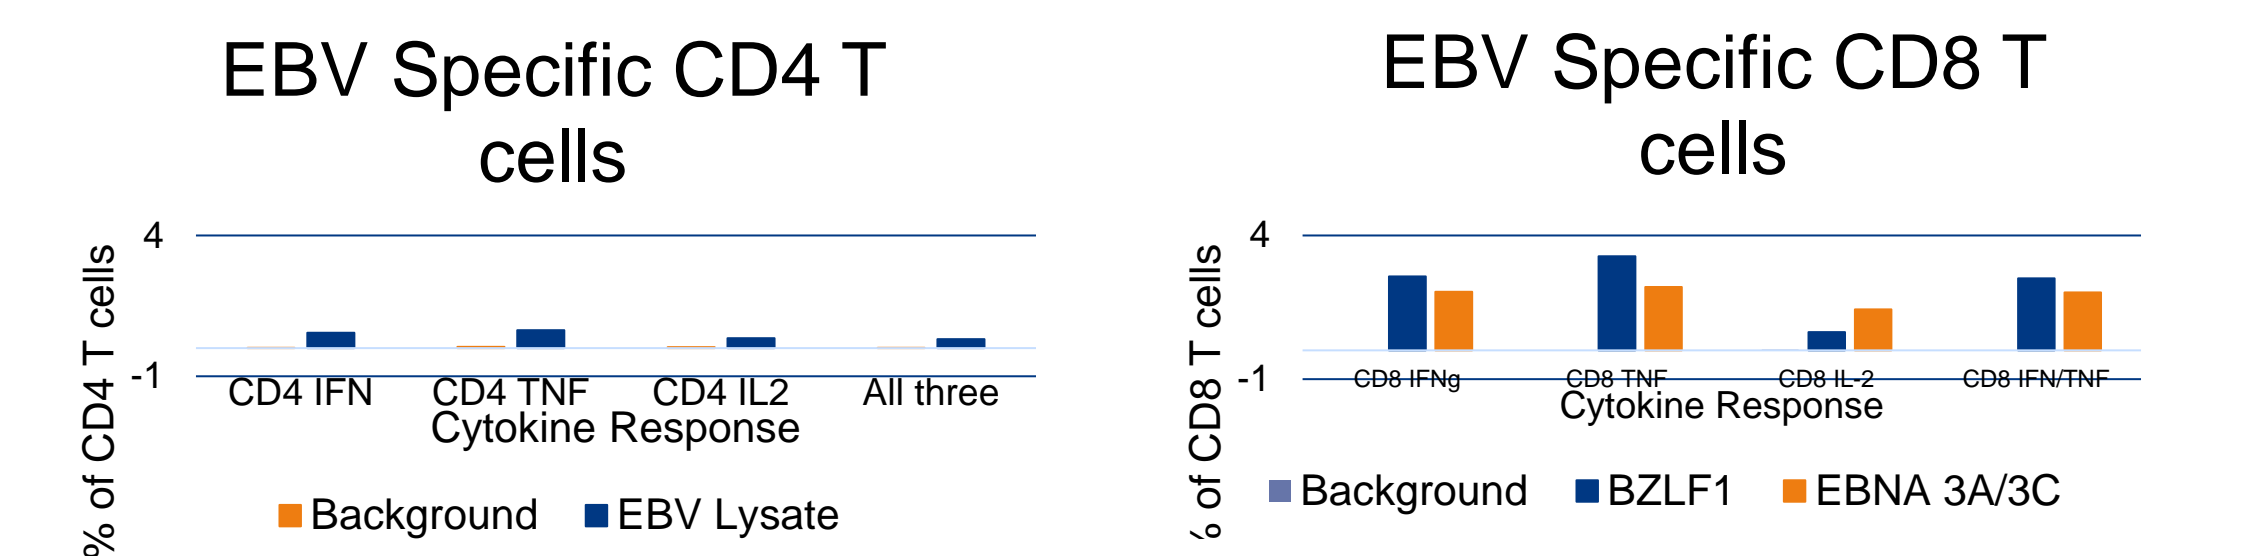 EBV Specific CD4 T
cells
4
-1
% of CD4 T cells
CD4 IFN CD4 TNF CD4 IL2 All three
Cytokine Response
Background EBV Lysate
EBV Specific CD8 T
cells
4
-1
% of CD8 T cells
CD8 IFNg CD8 TNF CD8 IL-2 CD8 IFN/TNF
Cytokine Response
Background BZLF1 EBNA 3A/3C